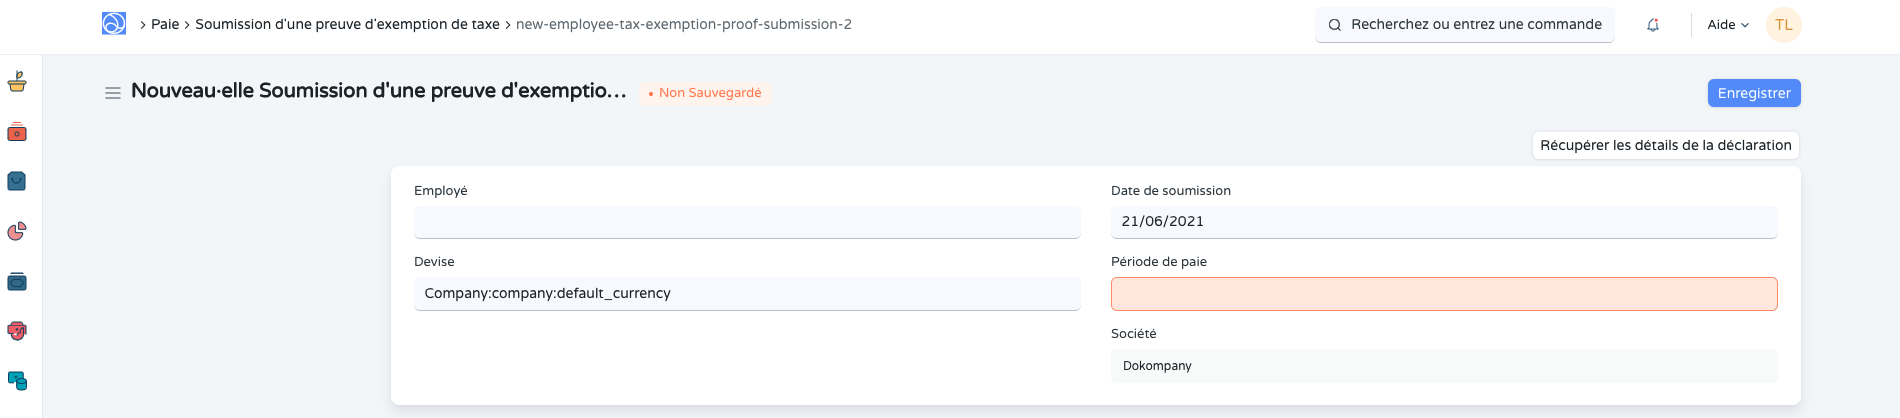 Paie Soumission d'une preuve d'exemption de taxe new-employee-tax-exemption-proof-submission-2
Recherchez ou entrez une commande
Aide
TL
Nouveau·elle Soumission d'une preuve d'exemptio...
Non Sauvegardé
Enregistrer
Récupérer les détails de la déclaration
Employé
Date de soumission
21/06/2021
Devise
Période de paie
Company:company:default_currency
Société
Dokompany